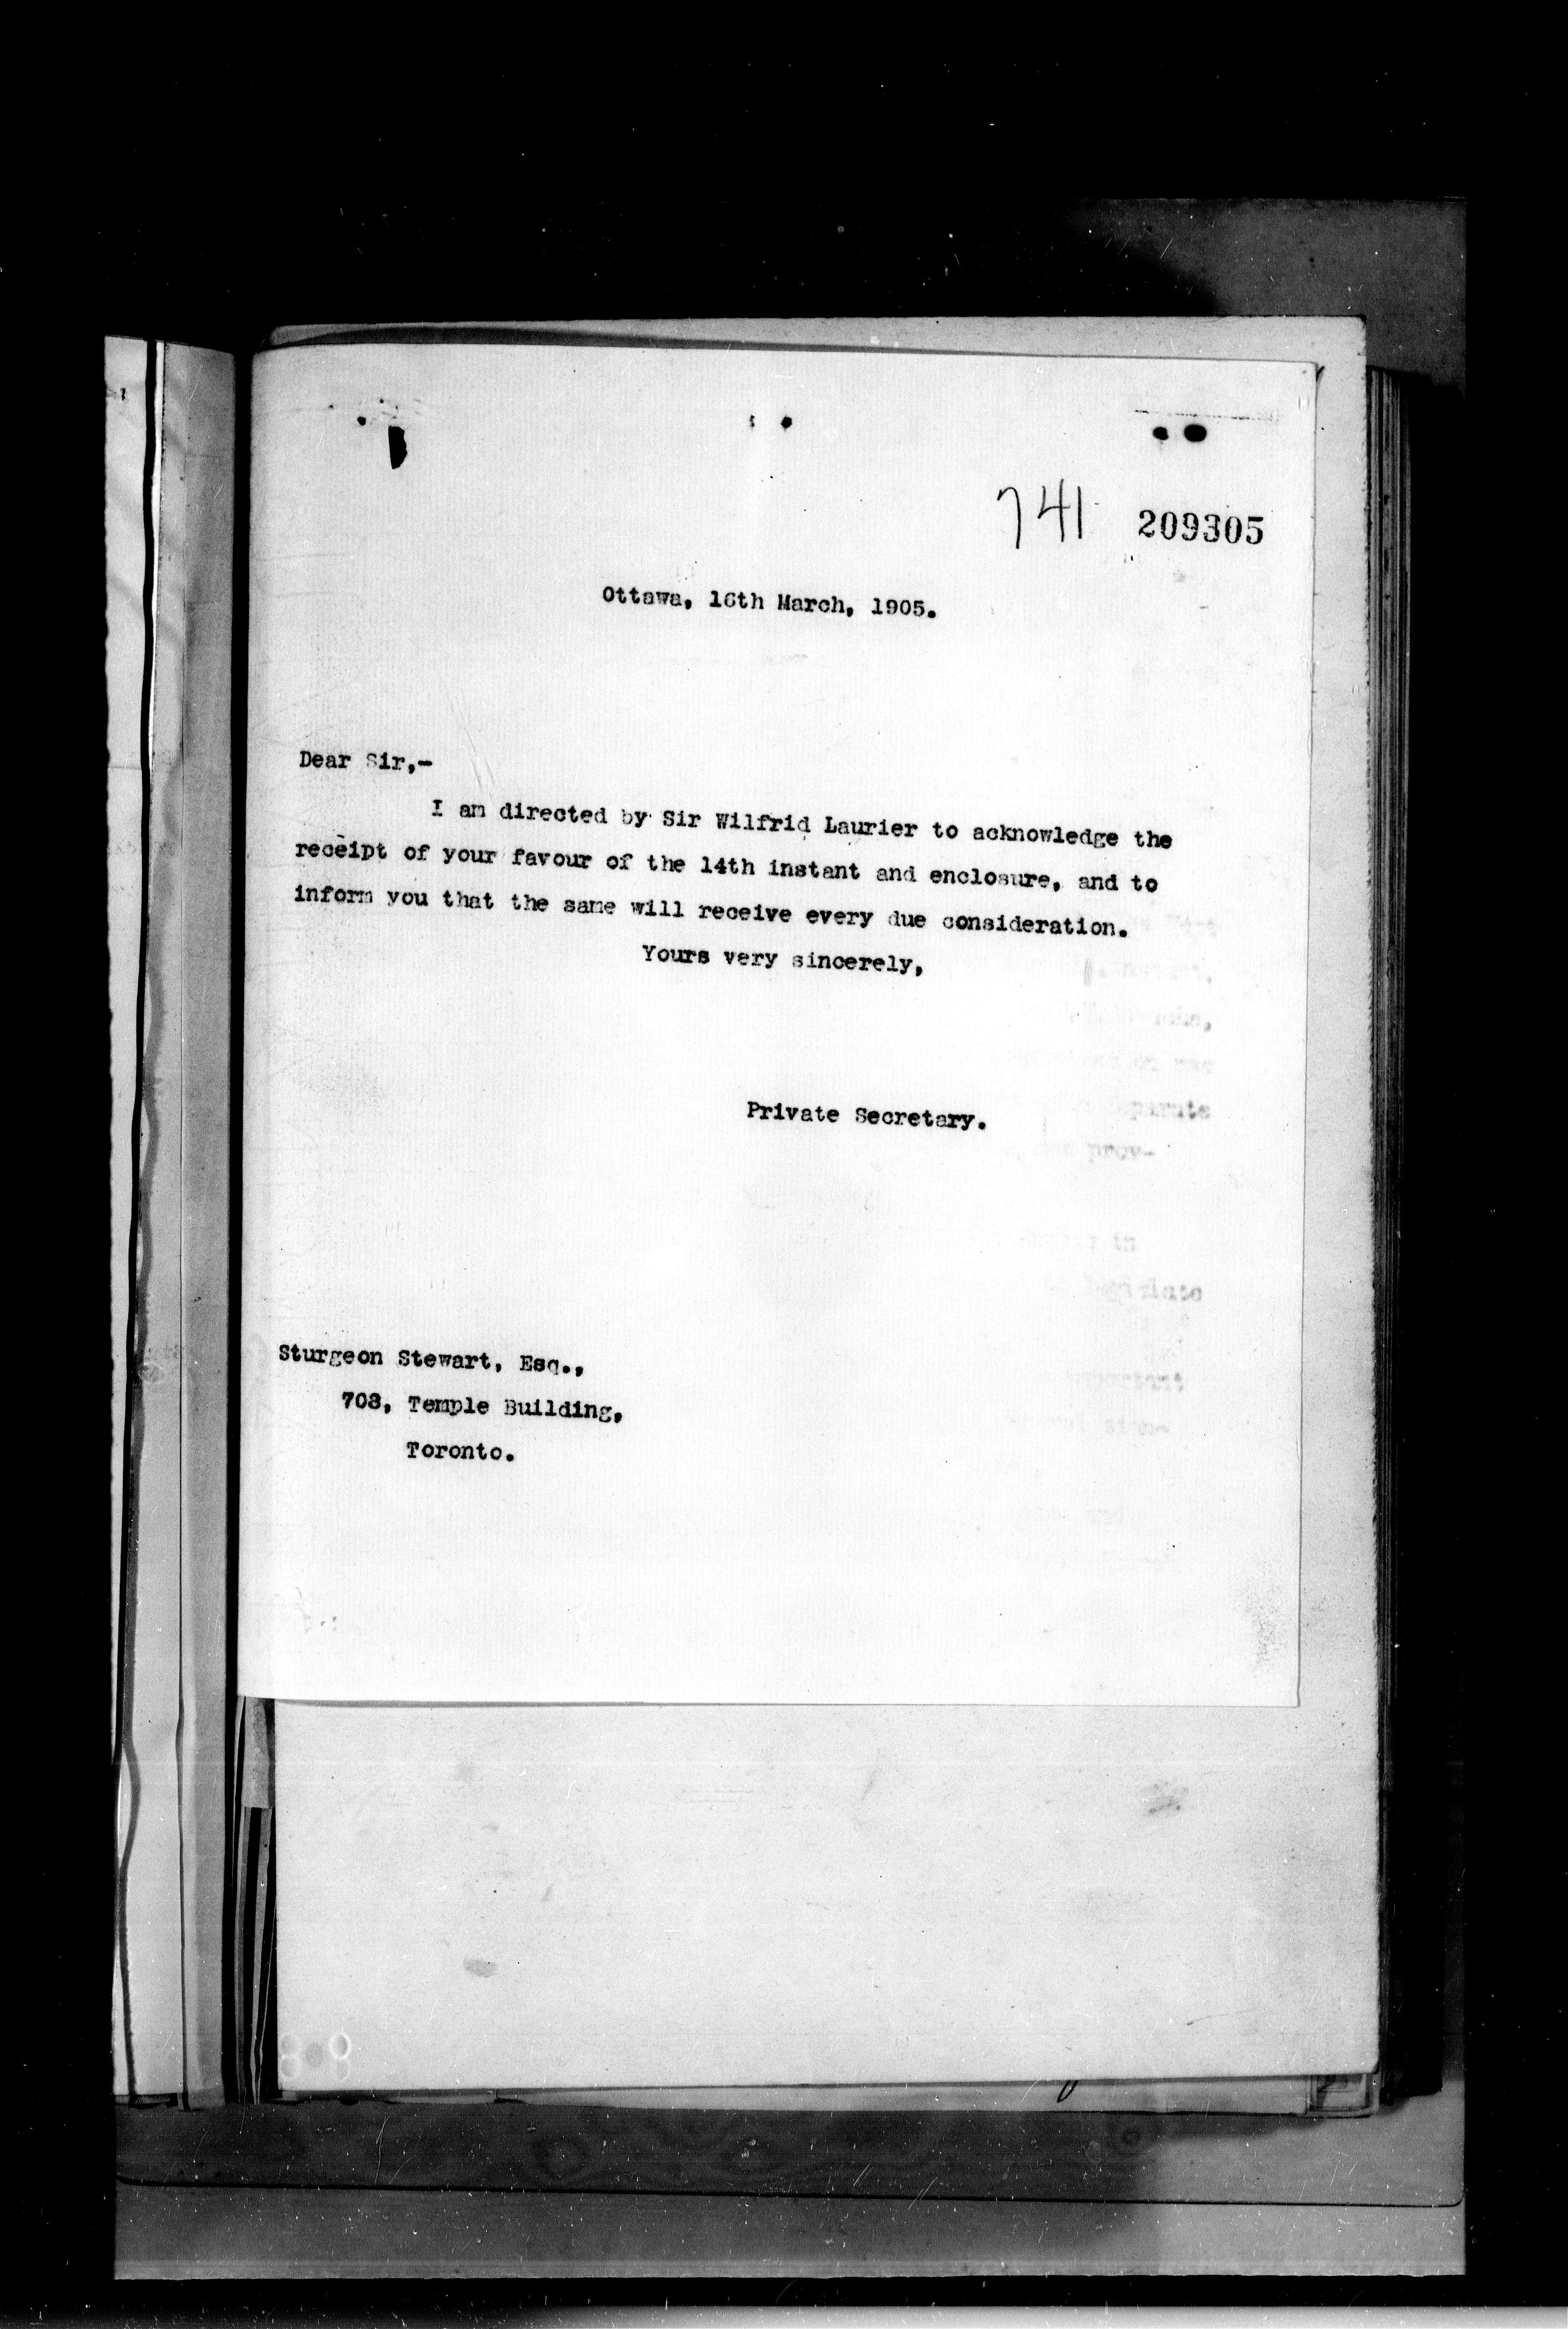 741 209305
Ottawa, 16th March, 1905.
Dear Sir,-
I am directed by Sir Wilfrid Laurier to acknowledge the
receipt of your favour of the 14th instant and enclosure, and to
inform you that the same will receive every due consideration.
Yours very sincerely,
Private Secretary.
Sturgeon Stewart, Esq.,
703, Temple Building,
Toronto.